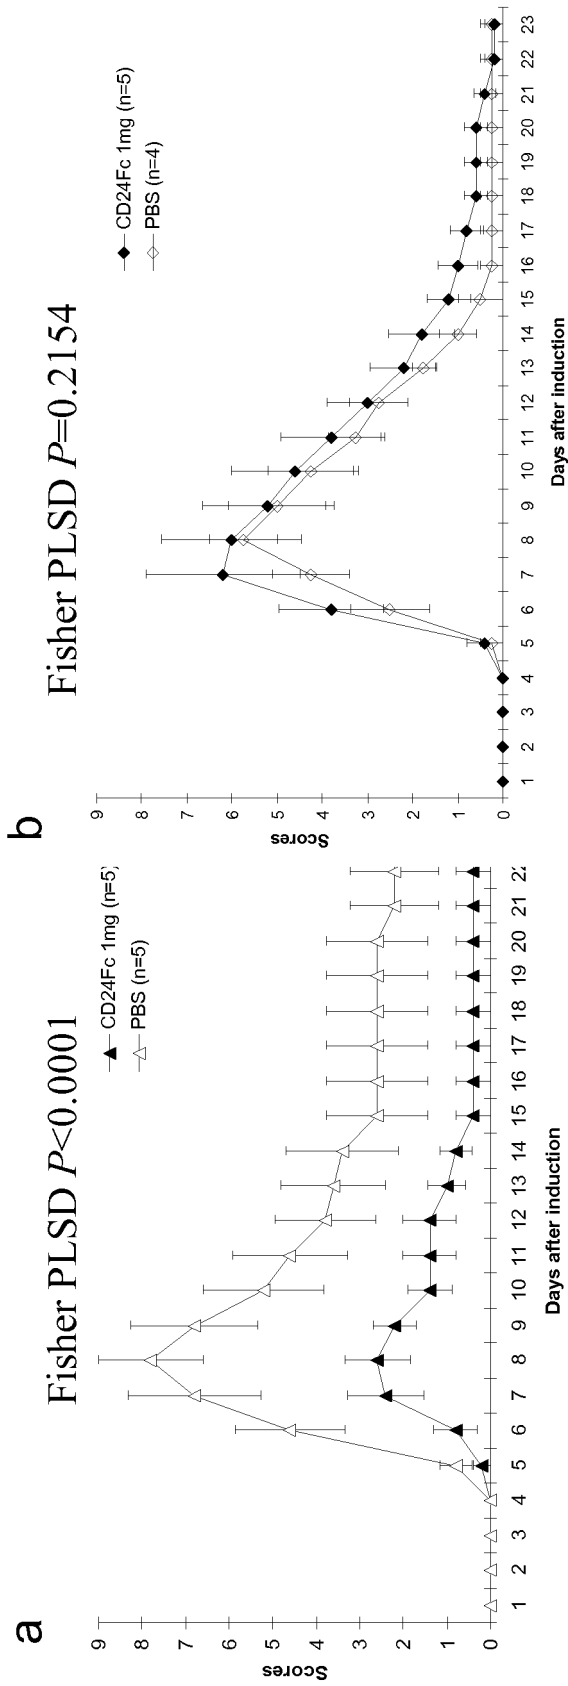 a
Fisher PLSD P<0.0001
CD24Fc 1mg (n=5)
PBS (n=5)
Scores
9
8
7
6
5
4
3
2
1
0
1 2 3 4 5 6 7 8 9 10 11 12 13 14 15 16 17 18 19 20 21 22
Days after induction
b
Fisher PLSD P=0.2154
CD24Fc 1mg (n=5)
PBS (n=4)
Scores
9
8
7
6
5
4
3
2
1
0
1 2 3 4 5 6 7 8 9 10 11 12 13 14 15 16 17 18 19 20 21 22 23
Days after induction